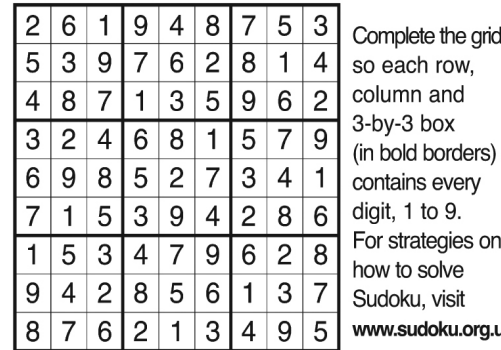 2 6 1 9 4 8 7 5 3
5 3 9 7 6 2 8 1 4
4 8 7 1 3 5 9 6 2
3 2 4 6 8 1 5 7 9
6 9 8 5 2 7 3 4 1
7 1 5 3 9 4 2 8 6
1 5 3 4 7 9 6 2 8
9 4 2 8 5 6 1 3 7
8 7 6 2 1 3 4 9 5
Complete the grid
so each row,
column and
3-by-3 box
(in bold borders)
contains every
digit, 1 to 9.
For strategies on
how to solve
Sudoku, visit
www.sudoku.org.u